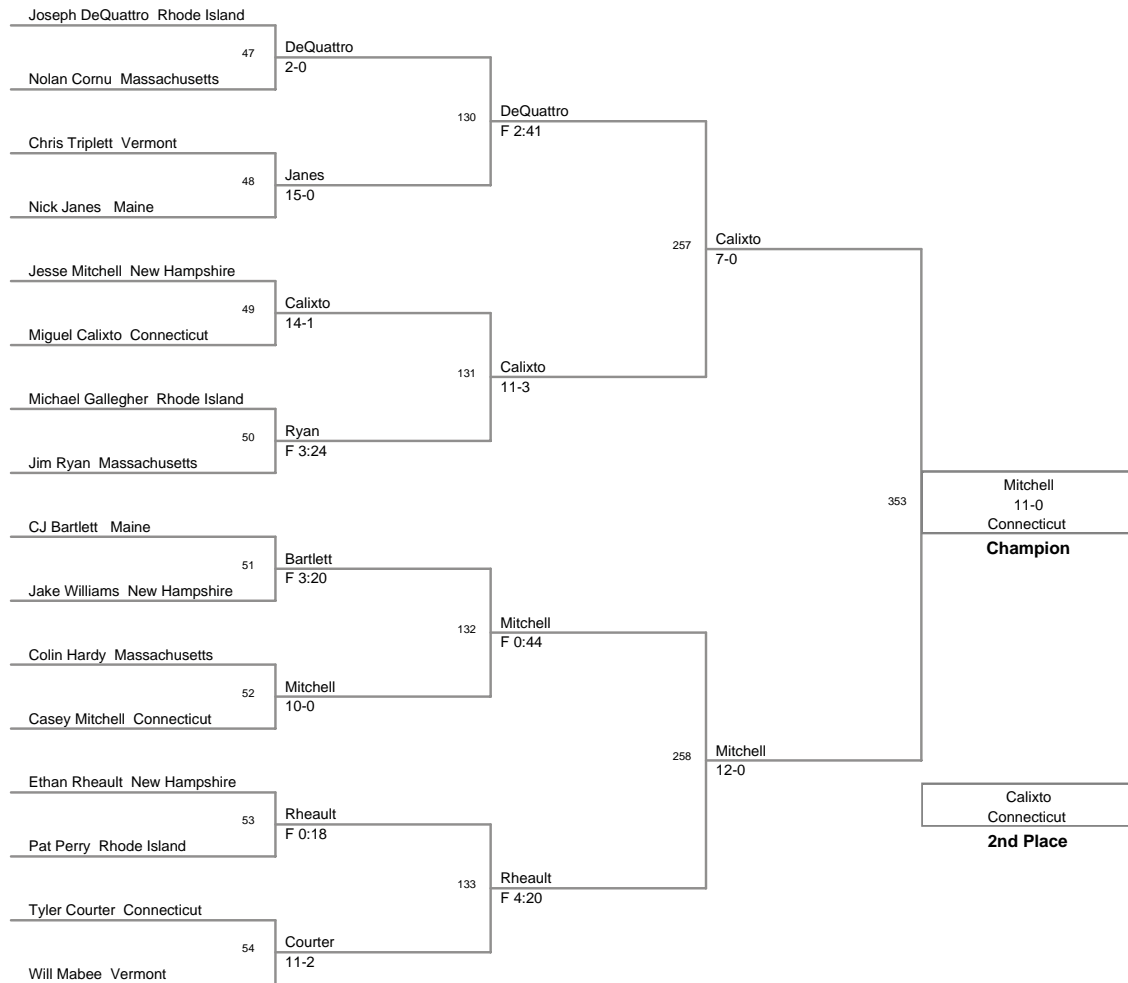 Joseph DeQuattro Rhode Island
47
DeQuattro
2-0
Nolan Cornu Massachusetts
130
DeQuattro
F 2:41
Chris Triplett Vermont
48
Janes
15-0
Nick Janes Maine
257
Calixto
7-0
Jesse Mitchell New Hampshire
49
Calixto
14-1
Miguel Calixto Connecticut
131
Calixto
11-3
Michael Gallegher Rhode Island
50
Ryan
F 3:24
Jim Ryan Massachusetts
353
Mitchell
11-0
Connecticut
Champion
CJ Bartlett Maine
51
Bartlett
F 3:20
Jake Williams New Hampshire
132
Mitchell
F 0:44
Colin Hardy Massachusetts
52
Mitchell
10-0
Casey Mitchell Connecticut
258
Mitchell
12-0
Ethan Rheault New Hampshire
53
Rheault
F 0:18
Pat Perry Rhode Island
Calixto
Connecticut
2nd Place
133
Rheault
F 4:20
Tyler Courter Connecticut
54
Courter
11-2
Will Mabee Vermont